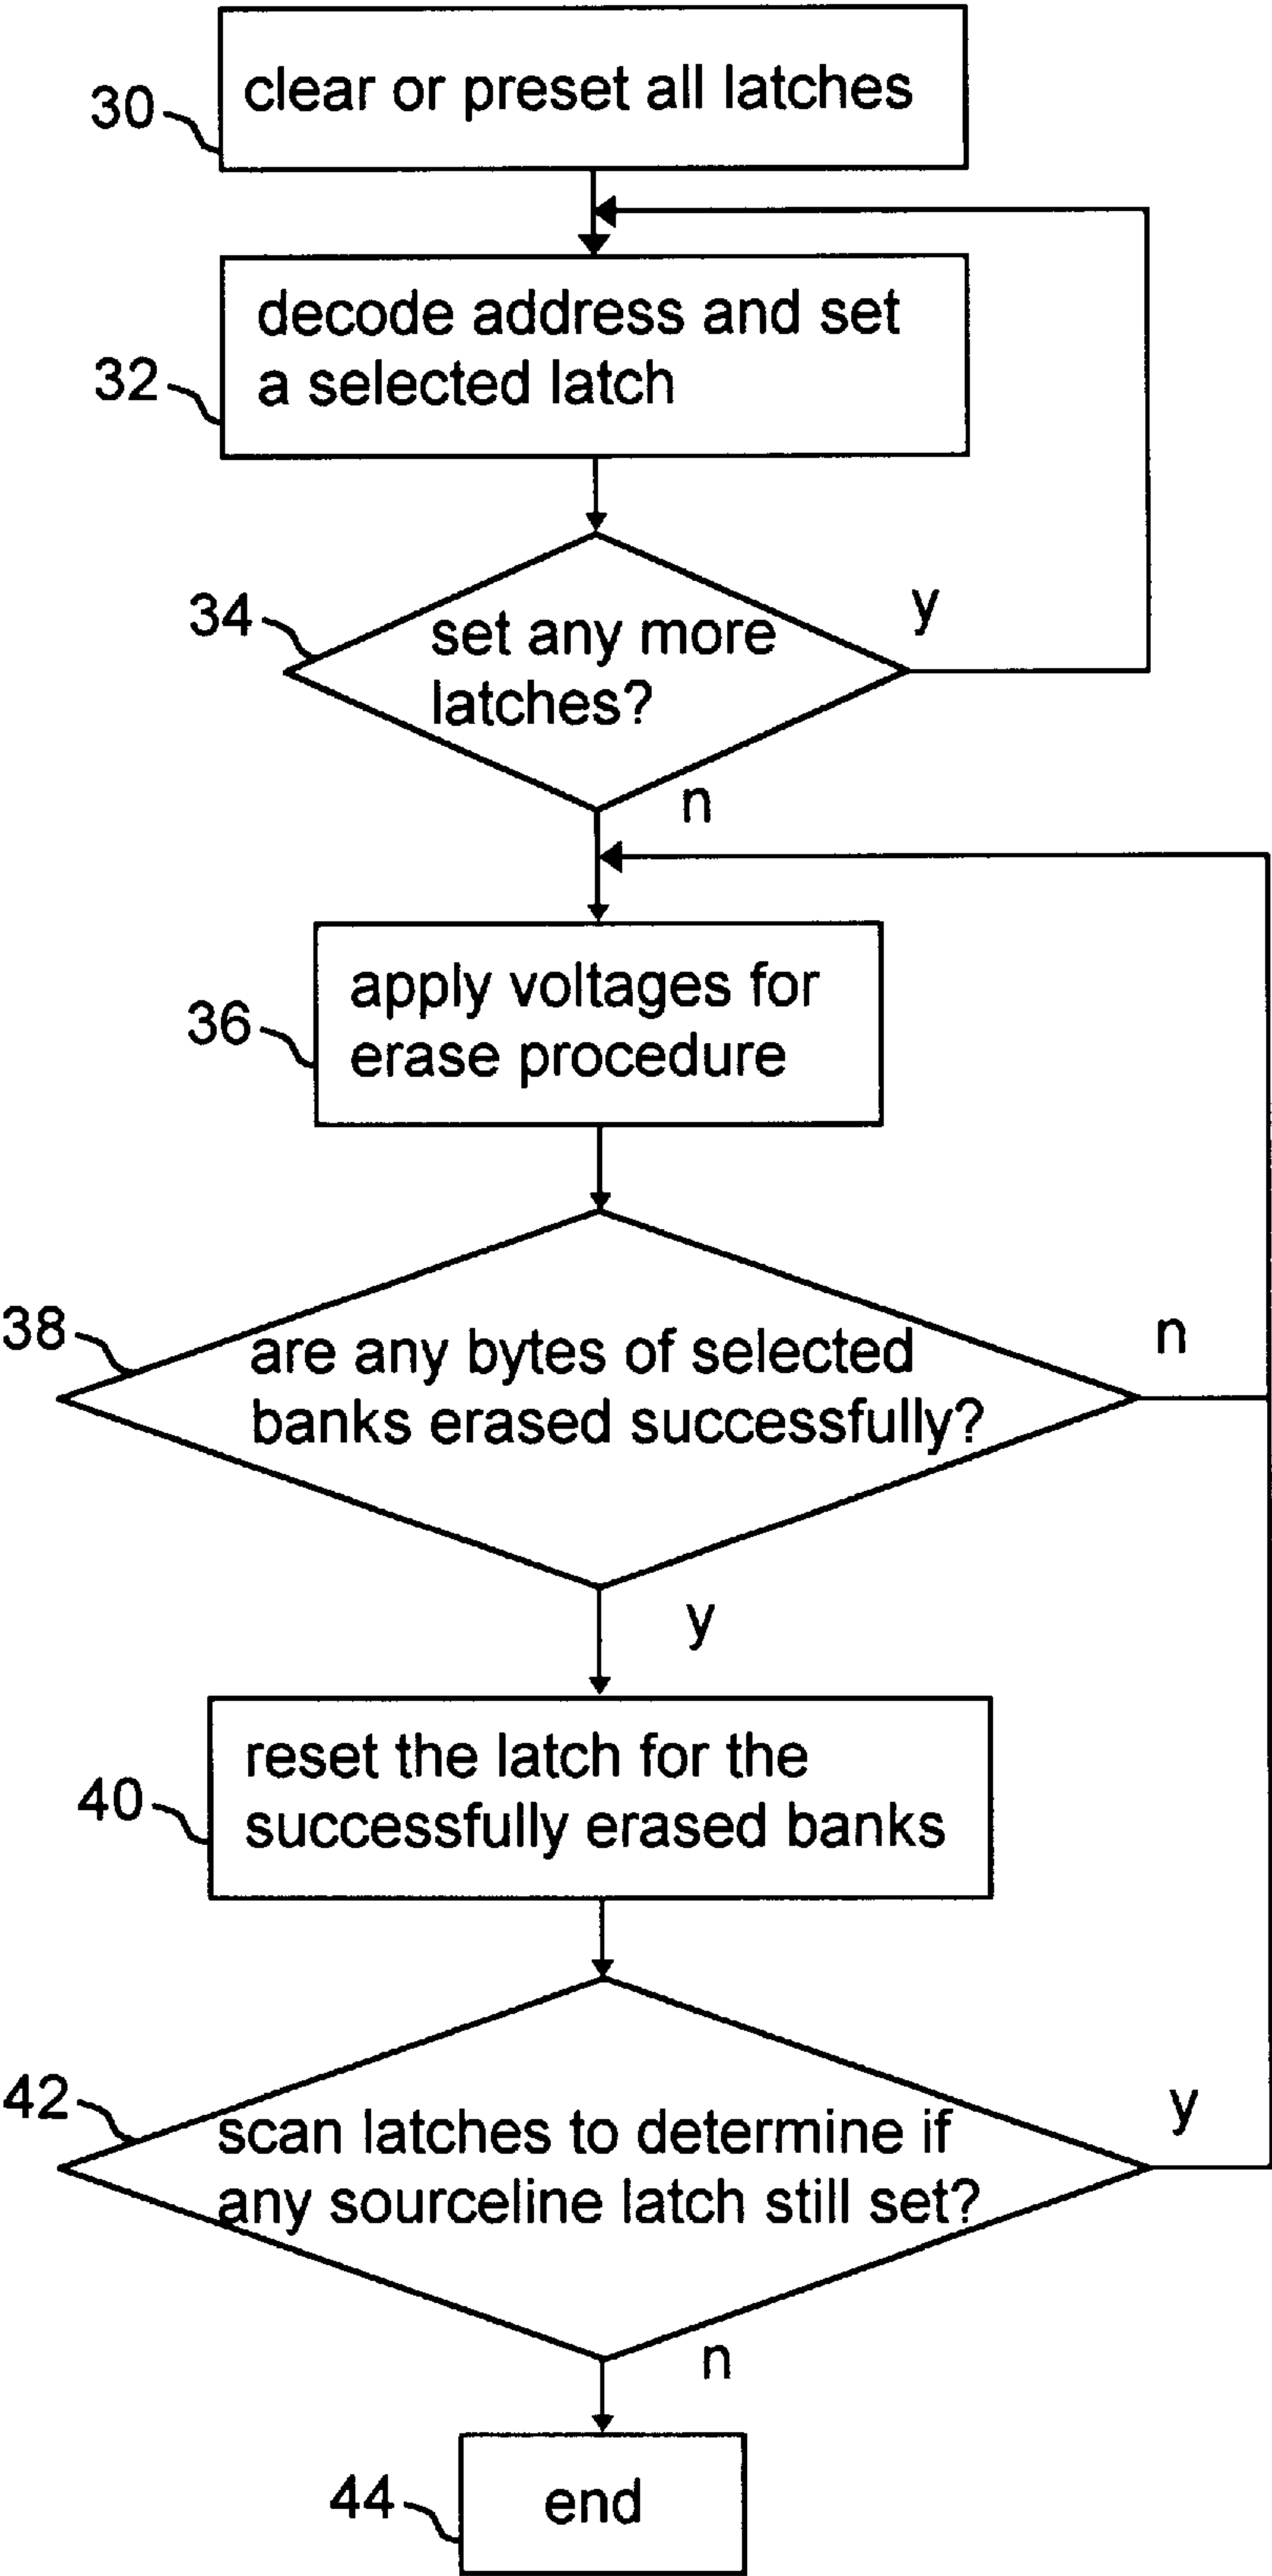 clear or preset all latches
30
decode address and set
a selected latch
32
34
set any more
latches?
y
n
apply voltages for
erase procedure
36
38
are any bytes of selected
banks erased successfully?
n
y
reset the latch for the
successfully erased banks
40
42
scan latches to determine if
any sourceline latch still set?
y
n
44
end